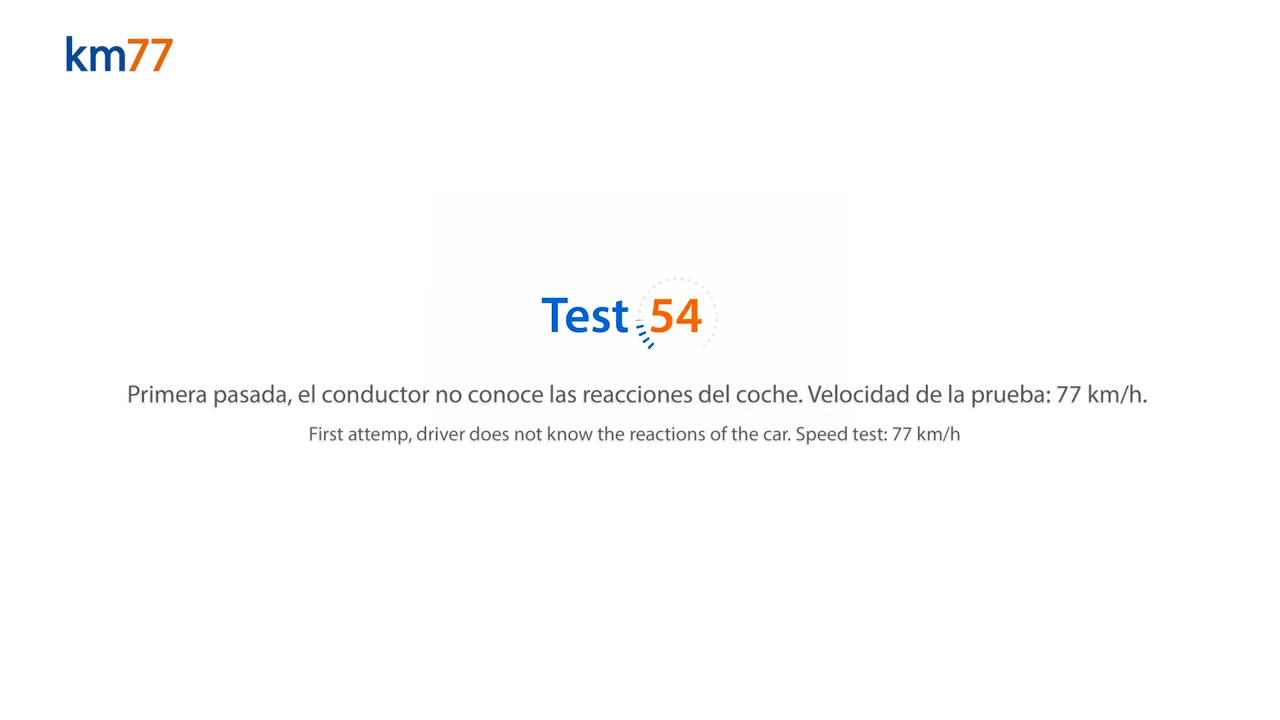 km77
Test 54
Primera pasada, el conductor no conoce las reacciones del coche. Velocidad de la prueba: 77 km/h.
First attemp, driver does not know the reactions of the car. Speed test: 77 km/h